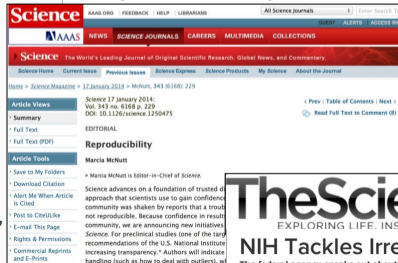 Science AAAS.ORG FEEDBACK HELP LIBRARIANS All Science Journals Enter Search T
GUEST ALERTS ACCESS RI
AAAS NEWS SCIENCE JOURNALS CAREERS MULTIMEDIA COLLECTIONS
Science The World's Leading Journal of Original Scientific Research, Global News, and Commentary.
Science Home Current Issue Previous Issues Science Express Science Products My Science About the Journal
Home > Science Magazine > 17 January 2014 > McNutt, 343 (6168): 229
Article Views
Summary
Full Text
Full Text (PDF)
Article Tools
Save to My Folders
Download Citation
Alert Me When Article is Cited
Post to CiteULike
E-mail This Page
Rights & Permissions
Commercial Reprints and E-Prints
Science 17 January 2014:
Vol. 343 no. 6168 p. 229
DOI: 10.1126/science.1250475
< Prev | Table of Contents | Next >
Read Full Text to Comment (8)
EDITORIAL
Reproducibility
Marcia McNutt
Marcia McNutt is Editor-in-Chief of Science.
Science advances on a foundation of trusted di
approach that scientists use to gain confidence
community was shaken by reports that a troub
not reproducible. Because confidence in result
community, we are announcing new initiatives
Science. For preclinical studies (one of the targ
recommendations of the U.S. National Institute
increasing transparency.* Authors will indicate
handling (such as how to deal with outliers), wh
TheScie
EXPLORING LIFE, INS
NIH Tackles Irre